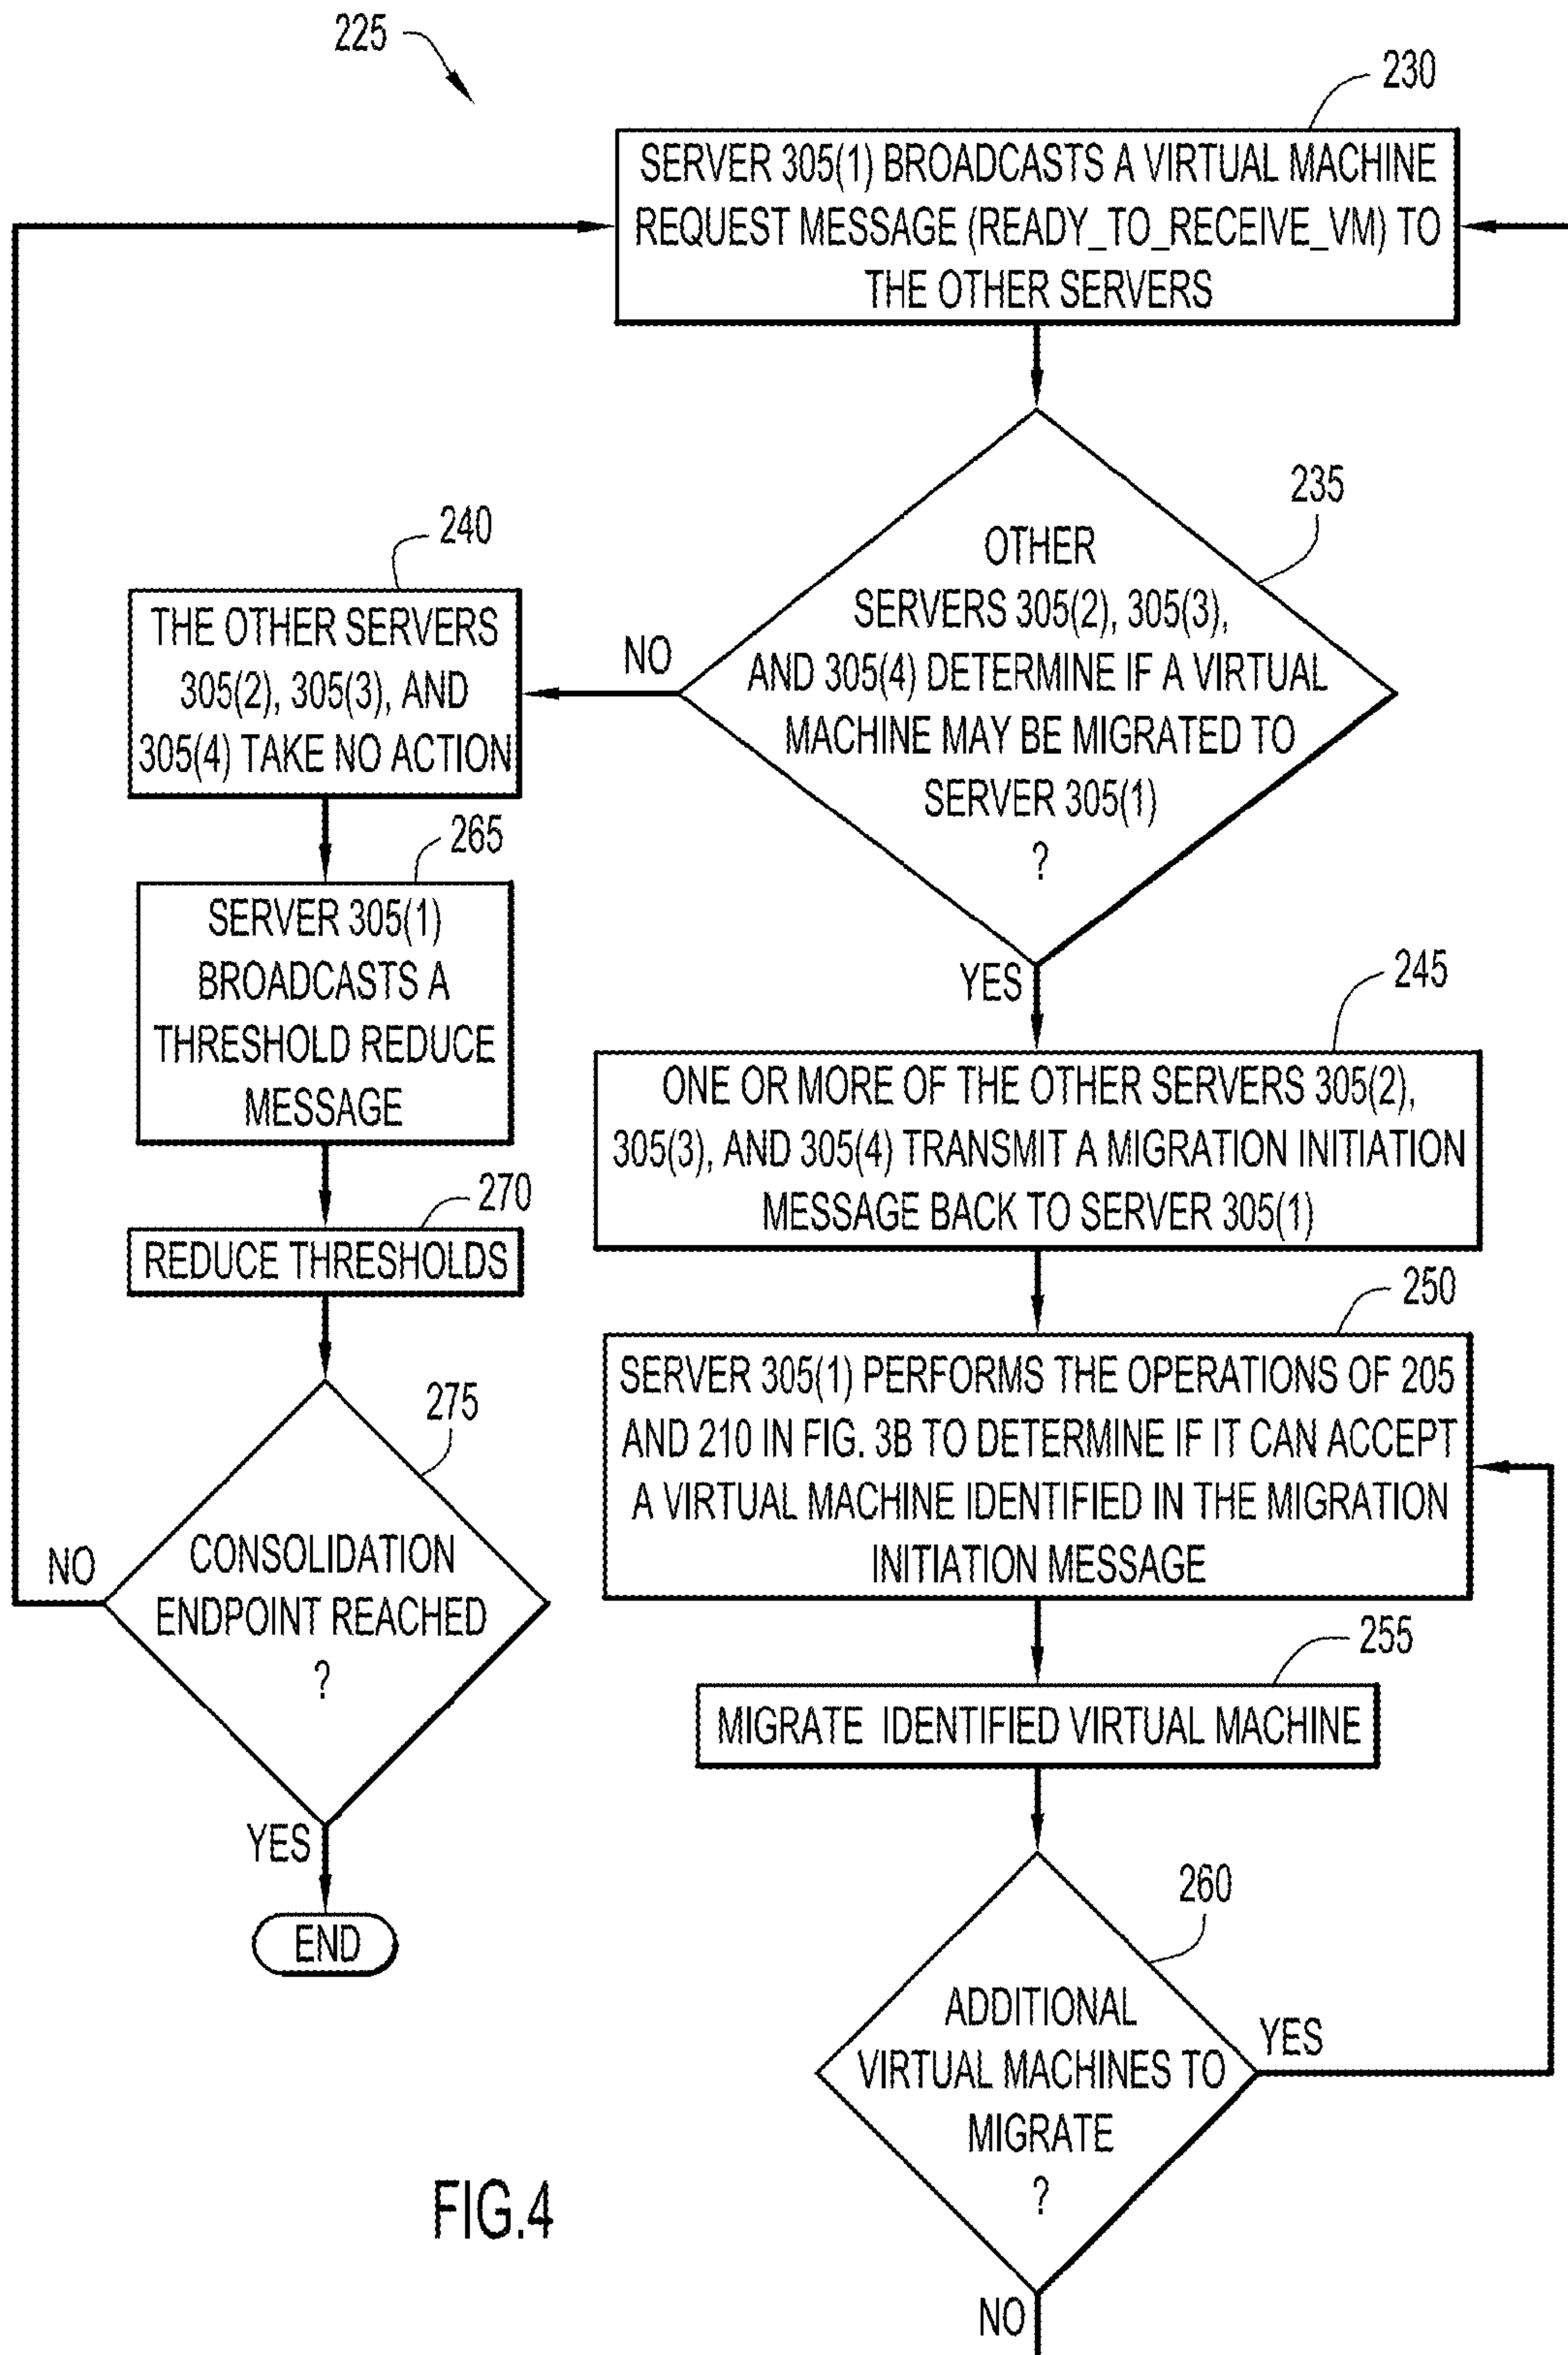 225
230
SERVER 305(1) BROADCASTS A VIRTUAL MACHINE
REQUEST MESSAGE (READY_TO_RECEIVE_VM) TO
THE OTHER SERVERS
235
OTHER
SERVERS 305(2), 305(3),
AND 305(4) DETERMINE IF A VIRTUAL
MACHINE MAY BE MIGRATED TO
SERVER 305(1)
?
NO
240
THE OTHER SERVERS
305(2), 305(3), AND
305(4) TAKE NO ACTION
265
SERVER 305(1)
BROADCASTS A
THRESHOLD REDUCE
MESSAGE
270
REDUCE THRESHOLDS
275
CONSOLIDATION
ENDPOINT REACHED
?
NO
YES
END
YES
245
ONE OR MORE OF THE OTHER SERVERS 305(2),
305(3), AND 305(4) TRANSMIT A MIGRATION INITIATION
MESSAGE BACK TO SERVER 305(1)
250
SERVER 305(1) PERFORMS THE OPERATIONS OF 205
AND 210 IN FIG. 3B TO DETERMINE IF IT CAN ACCEPT
A VIRTUAL MACHINE IDENTIFIED IN THE MIGRATION
INITIATION MESSAGE
255
MIGRATE IDENTIFIED VIRTUAL MACHINE
260
ADDITIONAL
VIRTUAL MACHINES TO
MIGRATE
?
YES
NO
FIG.4